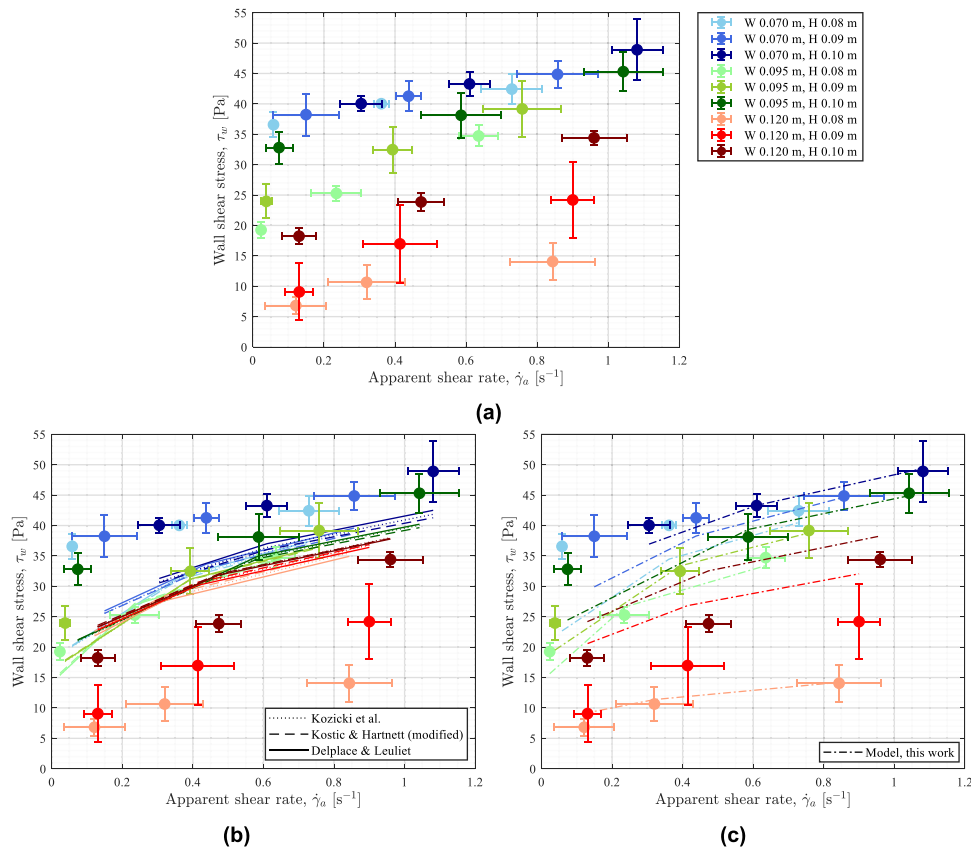 55
50
45
40
35
30
25
20
15
10
5
0
Wall shear stress, τ_w [Pa]
0 0.2 0.4 0.6 0.8 1 1.2
Apparent shear rate, γ̇_a [s⁻¹]
W 0.070 m, H 0.08 m
W 0.070 m, H 0.09 m
W 0.070 m, H 0.10 m
W 0.095 m, H 0.08 m
W 0.095 m, H 0.09 m
W 0.095 m, H 0.10 m
W 0.120 m, H 0.08 m
W 0.120 m, H 0.09 m
W 0.120 m, H 0.10 m
(a)
55
50
45
40
35
30
25
20
15
10
5
0
Wall shear stress, τ_w [Pa]
Kozicki et al.
Kostic & Hartnett (modified)
Delplace & Leuliet
0 0.2 0.4 0.6 0.8 1 1.2
Apparent shear rate, γ̇_a [s⁻¹]
(b)
55
50
45
40
35
30
25
20
15
10
5
0
Wall shear stress, τ_w [Pa]
Model, this work
0 0.2 0.4 0.6 0.8 1 1.2
Apparent shear rate, γ̇_a [s⁻¹]
(c)